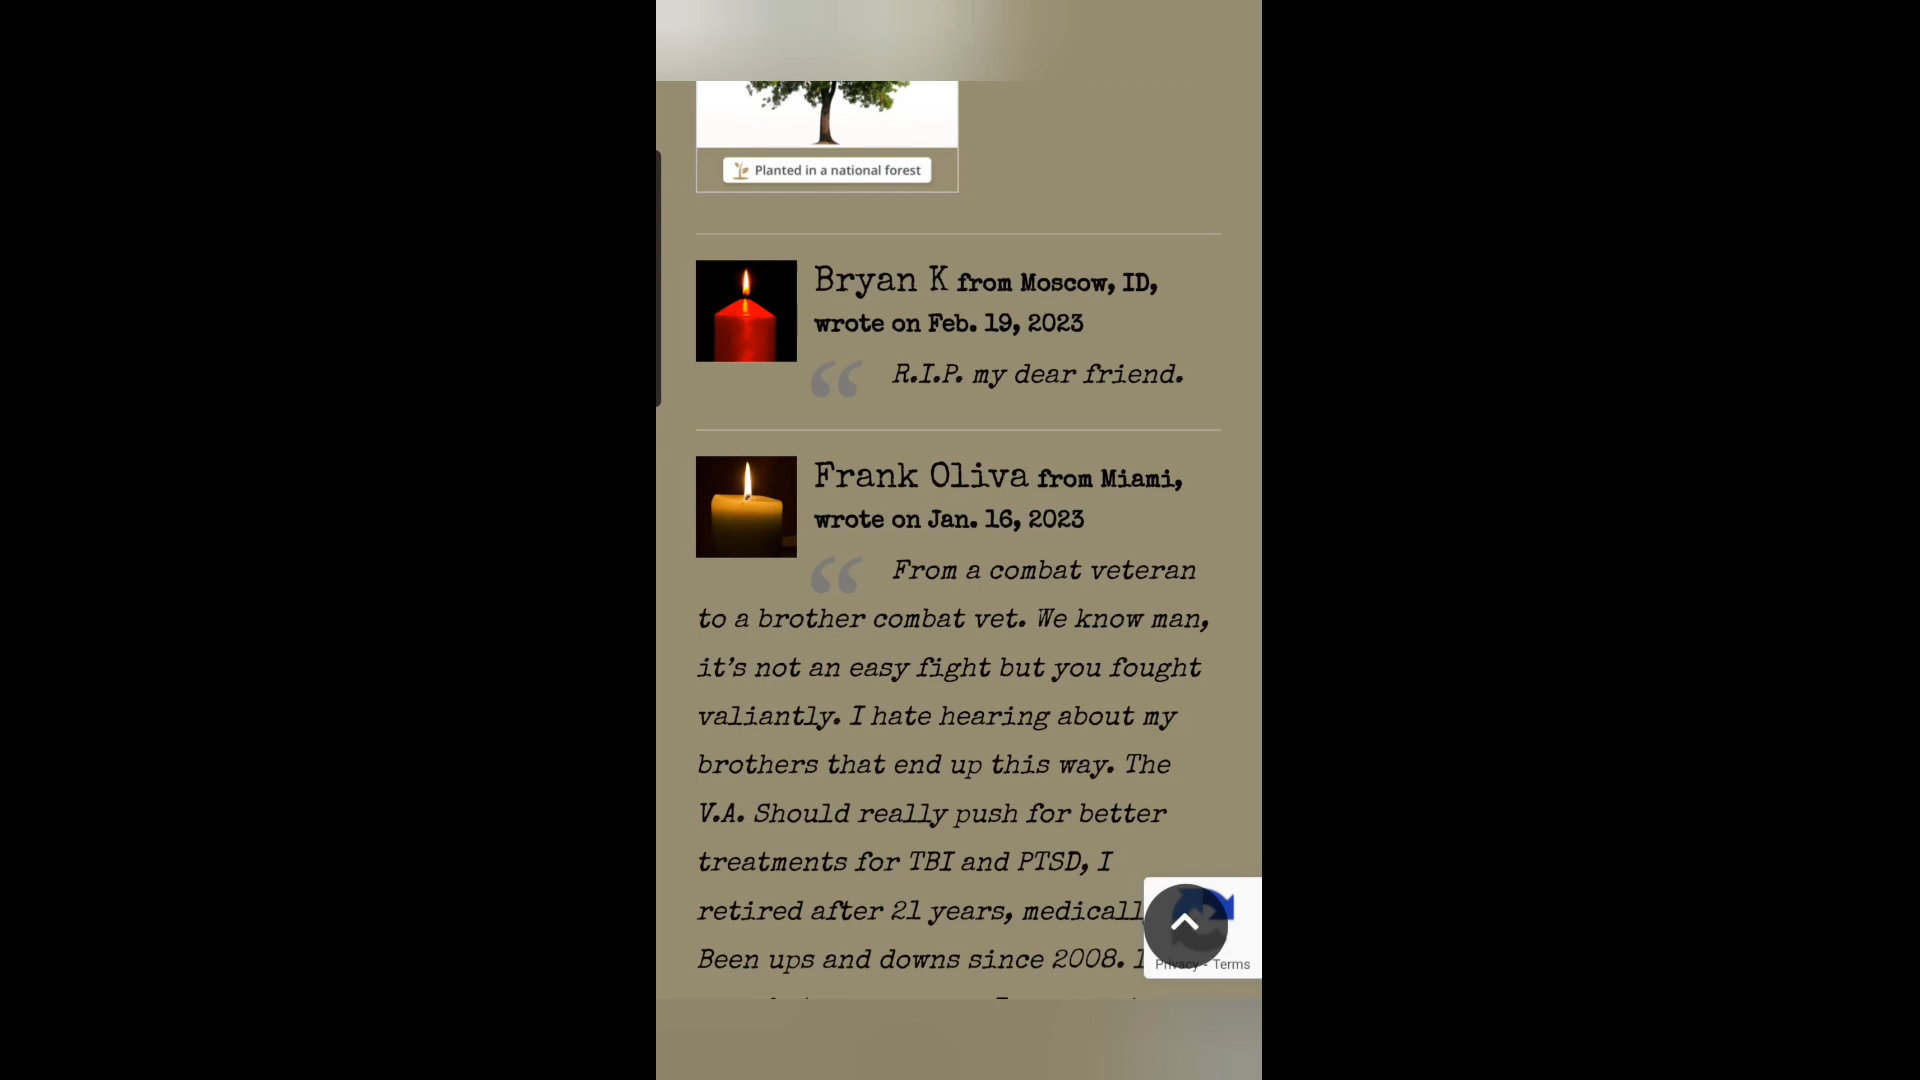 Planted in a national forest
Bryan K from Moscow, ID,
wrote on Feb. 19, 2023
“ R.I.P. my dear friend.
Frank Oliva from Miami,
wrote on Jan. 16, 2023
“ From a combat veteran
to a brother combat vet. We know man,
it’s not an easy fight but you fought
valiantly. I hate hearing about my
brothers that end up this way. The
V.A. Should really push for better
treatments for TBI and PTSD, I
retired after 21 years,
Been ups and downs since 2008.
Privacy - Terms